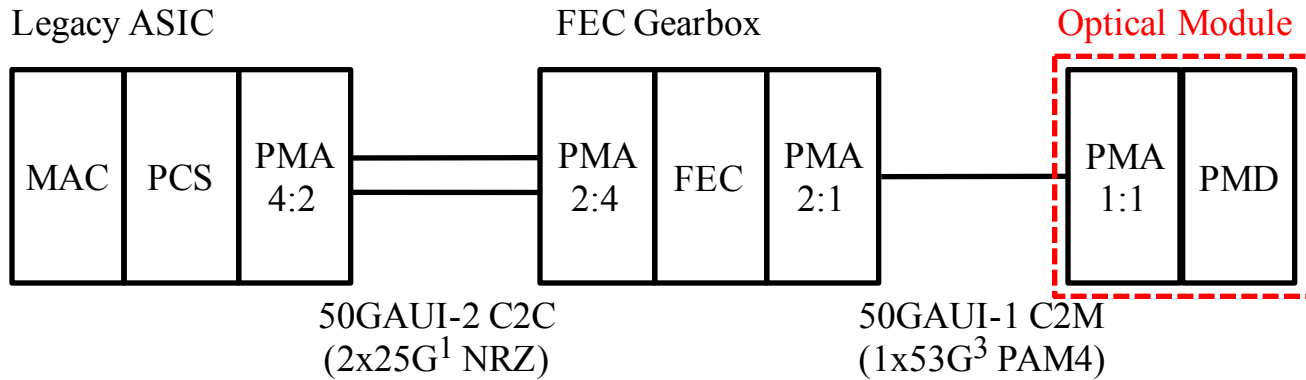 Legacy ASIC
FEC Gearbox
Optical Module
MAC
PCS
PMA
4:2
PMA
2:4
FEC
PMA
2:1
PMA
1:1
PMD
50GAUI-2 C2C
(2x25G¹ NRZ)
50GAUI-1 C2M
(1x53G³ PAM4)